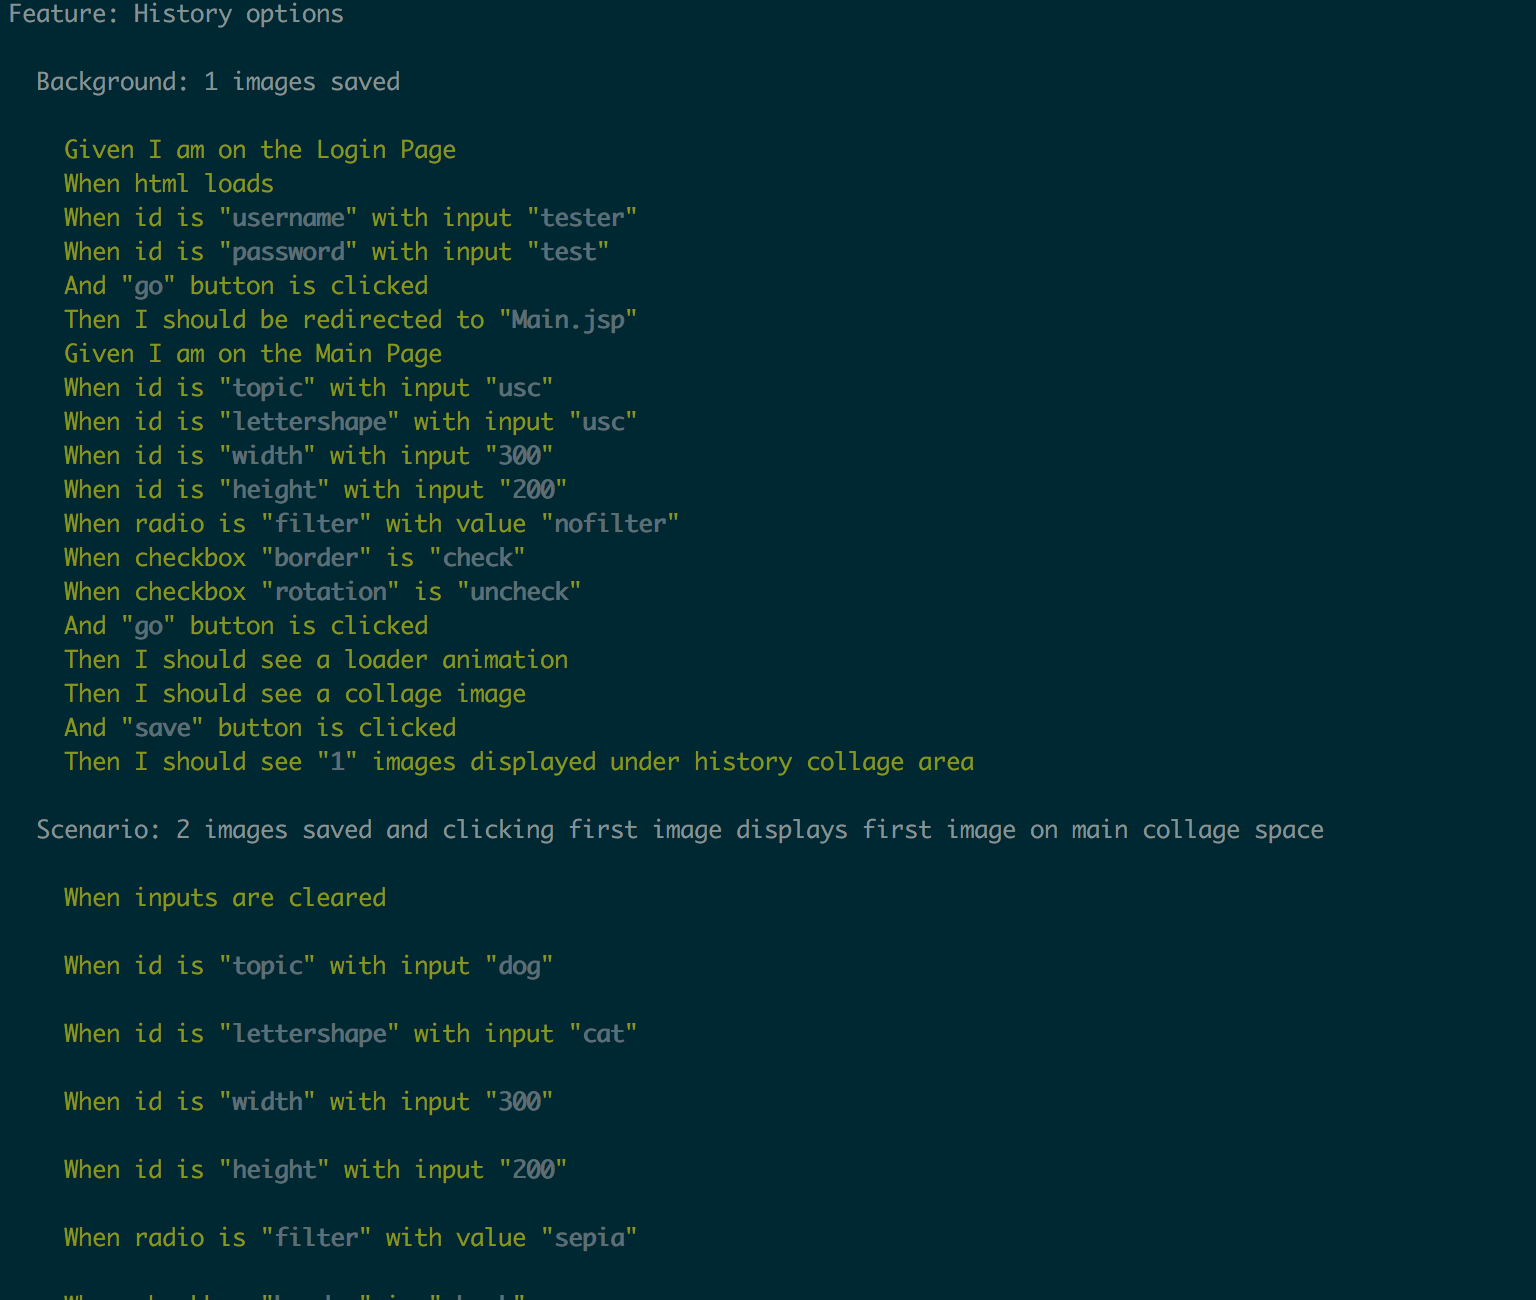 Feature: History options
Background: 1 images saved
Given I am on the Login Page
When html loads
When id is "username" with input "tester"
When id is "password" with input "test"
And "go" button is clicked
Then I should be redirected to "Main.jsp"
Given I am on the Main Page
When id is "topic" with input "usc"
When id is "lettershape" with input "usc"
When id is "width" with input "300"
When id is "height" with input "200"
When radio is "filter" with value "nofilter"
When checkbox "border" is "check"
When checkbox "rotation" is "uncheck"
And "go" button is clicked
Then I should see a loader animation
Then I should see a collage image
And "save" button is clicked
Then I should see "1" images displayed under history collage area
Scenario: 2 images saved and clicking first image displays first image on main collage space
When inputs are cleared
When id is "topic" with input "dog"
When id is "lettershape" with input "cat"
When id is "width" with input "300"
When id is "height" with input "200"
When radio is "filter" with value "sepia"